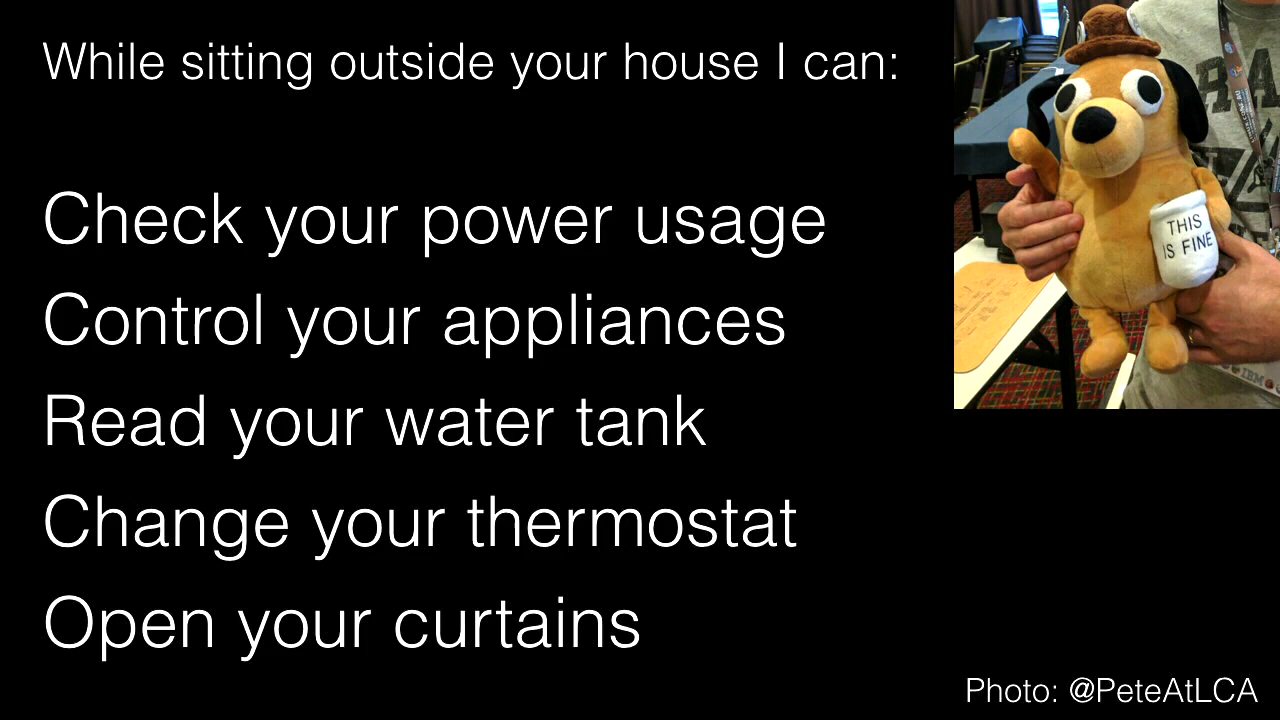 While sitting outside your house I can:
Check your power usage
Control your appliances
Read your water tank
Change your thermostat
Open your curtains
THIS
IS FINE
IBM
Photo: @PeteAtLCA